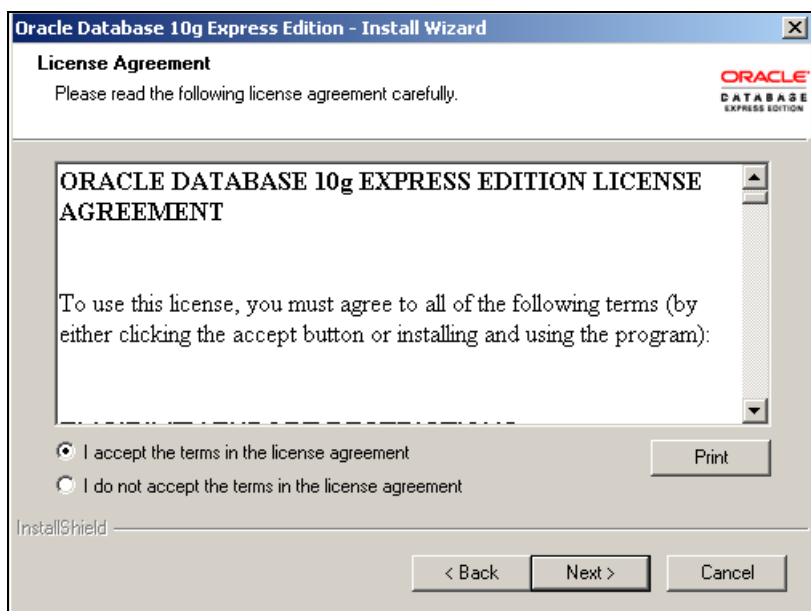 Oracle Database 10g Express Edition - Install Wizard
License Agreement
Please read the following license agreement carefully.
ORACLE
DATABASE
EXPRESS EDITION
ORACLE DATABASE 10g EXPRESS EDITION LICENSE
AGREEMENT
To use this license, you must agree to all of the following terms (by
either clicking the accept button or installing and using the program):
I accept the terms in the license agreement
Print
I do not accept the terms in the license agreement
InstallShield
< Back
Next >
Cancel